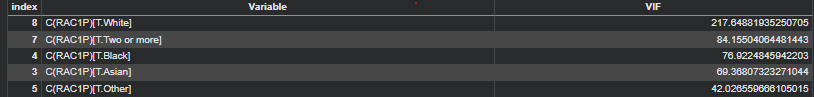 index Variable VIF
8 C(RAC1P)[T.White] 217.64881935250705
7 C(RAC1P)[T.Two or more] 84.15504064481443
4 C(RAC1P)[T.Black] 76.9224845942203
3 C(RAC1P)[T.Asian] 69.36807323271044
5 C(RAC1P)[T.Other] 42.026559666105015